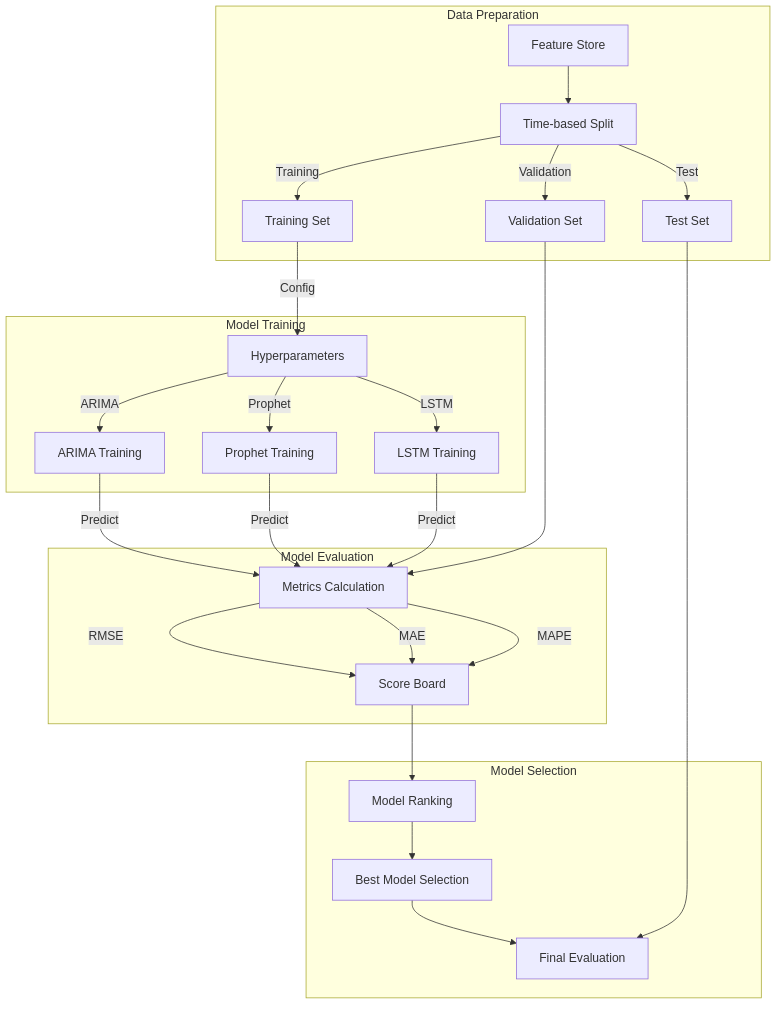 Data Preparation
Feature Store
Time-based Split
Training
Validation
Test
Training Set
Validation Set
Test Set
Config
Model Training
Hyperparameters
ARIMA
Prophet
LSTM
ARIMA Training
Prophet Training
LSTM Training
Predict
Predict
Predict
Model Evaluation
Metrics Calculation
RMSE
MAE
MAPE
Score Board
Model Selection
Model Ranking
Best Model Selection
Final Evaluation